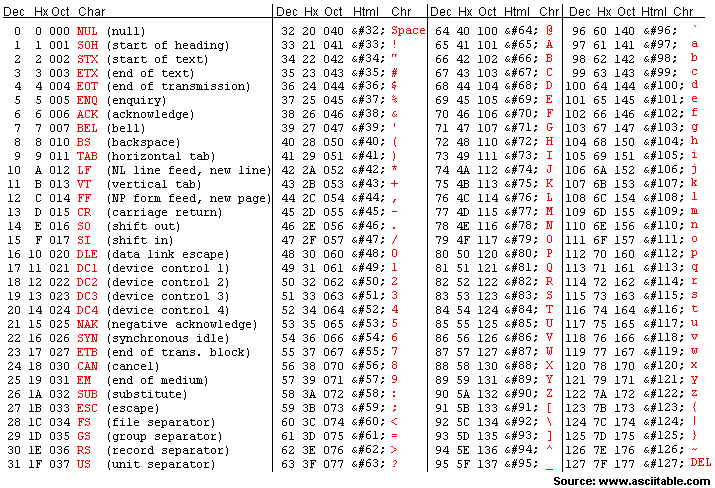 Dec Hx Oct Char Dec Hx Oct Html Chr Dec Hx Oct Html Chr Dec Hx Oct Html Chr
0 0 000 NUL (null) 32 20 040 &#32; Space 64 40 100 &#64; @ 96 60 140 &#96; `
1 1 001 SOH (start of heading) 33 21 041 &#33; ! 65 41 101 &#65; A 97 61 141 &#97; a
2 2 002 STX (start of text) 34 22 042 &#34; " 66 42 102 &#66; B 98 62 142 &#98; b
3 3 003 ETX (end of text) 35 23 043 &#35; # 67 43 103 &#67; C 99 63 143 &#99; c
4 4 004 EOT (end of transmission) 36 24 044 &#36; $ 68 44 104 &#68; D 100 64 144 &#100; d
5 5 005 ENQ (enquiry) 37 25 045 &#37; % 69 45 105 &#69; E 101 65 145 &#101; e
6 6 006 ACK (acknowledge) 38 26 046 &#38; & 70 46 106 &#70; F 102 66 146 &#102; f
7 7 007 BEL (bell) 39 27 047 &#39; ' 71 47 107 &#71; G 103 67 147 &#103; g
8 8 010 BS (backspace) 40 28 050 &#40; ( 72 48 110 &#72; H 104 68 150 &#104; h
9 9 011 TAB (horizontal tab) 41 29 051 &#41; ) 73 49 111 &#73; I 105 69 151 &#105; i
10 A 012 LF (NL line feed, new line) 42 2A 052 &#42; * 74 4A 112 &#74; J 106 6A 152 &#106; j
11 B 013 VT (vertical tab) 43 2B 053 &#43; + 75 4B 113 &#75; K 107 6B 153 &#107; k
12 C 014 FF (NP form feed, new page) 44 2C 054 &#44; , 76 4C 114 &#76; L 108 6C 154 &#108; l
13 D 015 CR (carriage return) 45 2D 055 &#45; - 77 4D 115 &#77; M 109 6D 155 &#109; m
14 E 016 SO (shift out) 46 2E 056 &#46; . 78 4E 116 &#78; N 110 6E 156 &#110; n
15 F 017 SI (shift in) 47 2F 057 &#47; / 79 4F 117 &#79; O 111 6F 157 &#111; o
16 10 020 DLE (data link escape) 48 30 060 &#48; 0 80 50 120 &#80; P 112 70 160 &#112; p
17 11 021 DC1 (device control 1) 49 31 061 &#49; 1 81 51 121 &#81; Q 113 71 161 &#113; q
18 12 022 DC2 (device control 2) 50 32 062 &#50; 2 82 52 122 &#82; R 114 72 162 &#114; r
19 13 023 DC3 (device control 3) 51 33 063 &#51; 3 83 53 123 &#83; S 115 73 163 &#115; s
20 14 024 DC4 (device control 4) 52 34 064 &#52; 4 84 54 124 &#84; T 116 74 164 &#116; t
21 15 025 NAK (negative acknowledge) 53 35 065 &#53; 5 85 55 125 &#85; U 117 75 165 &#117; u
22 16 026 SYN (synchronous idle) 54 36 066 &#54; 6 86 56 126 &#86; V 118 76 166 &#118; v
23 17 027 ETB (end of trans. block) 55 37 067 &#55; 7 87 57 127 &#87; W 119 77 167 &#119; w
24 18 030 CAN (cancel) 56 38 070 &#56; 8 88 58 130 &#88; X 120 78 170 &#120; x
25 19 031 EM (end of medium) 57 39 071 &#57; 9 89 59 131 &#89; Y 121 79 171 &#121; y
26 1A 032 SUB (substitute) 58 3A 072 &#58; : 90 5A 132 &#90; Z 122 7A 172 &#122; z
27 1B 033 ESC (escape) 59 3B 073 &#59; ; 91 5B 133 &#91; [ 123 7B 173 &#123; {
28 1C 034 FS (file separator) 60 3C 074 &#60; < 92 5C 134 &#92; \ 124 7C 174 &#124; |
29 1D 035 GS (group separator) 61 3D 075 &#61; = 93 5D 135 &#93; ] 125 7D 175 &#125; }
30 1E 036 RS (record separator) 62 3E 076 &#62; > 94 5E 136 &#94; ^ 126 7E 176 &#126; ~
31 1F 037 US (unit separator) 63 3F 077 &#63; ? 95 5F 137 &#95; _ 127 7F 177 &#127; DEL
Source: www.asciitable.com